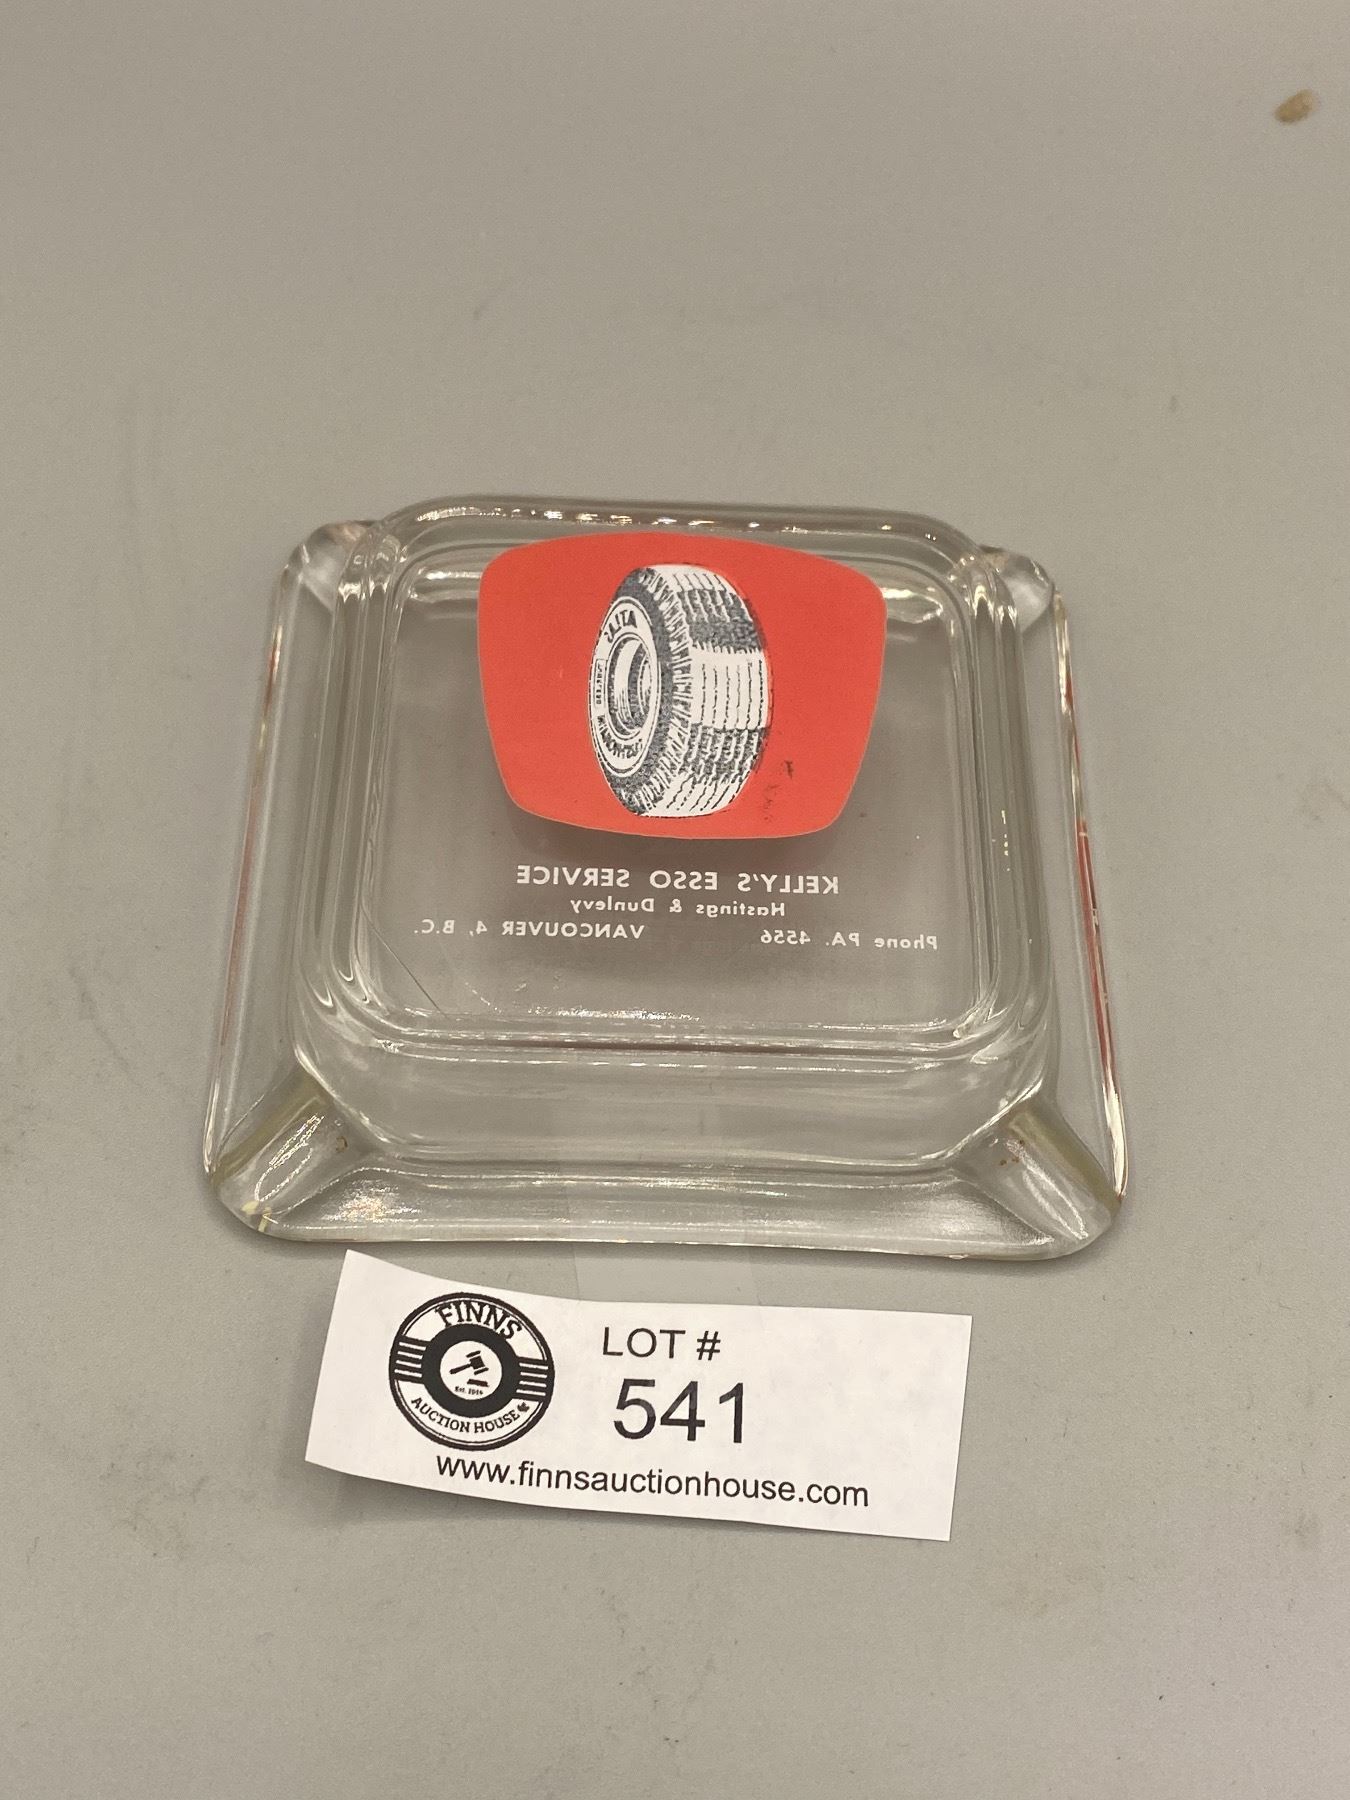 ATLAS
KELLY'S ESSO SERVICE
Hastings & Dunlevy
Phone PA. 4556 VANCOUVER 4, B.C.
FINNS
AUCTION HOUSE
LOT #
541
www.finnsauctionhouse.com